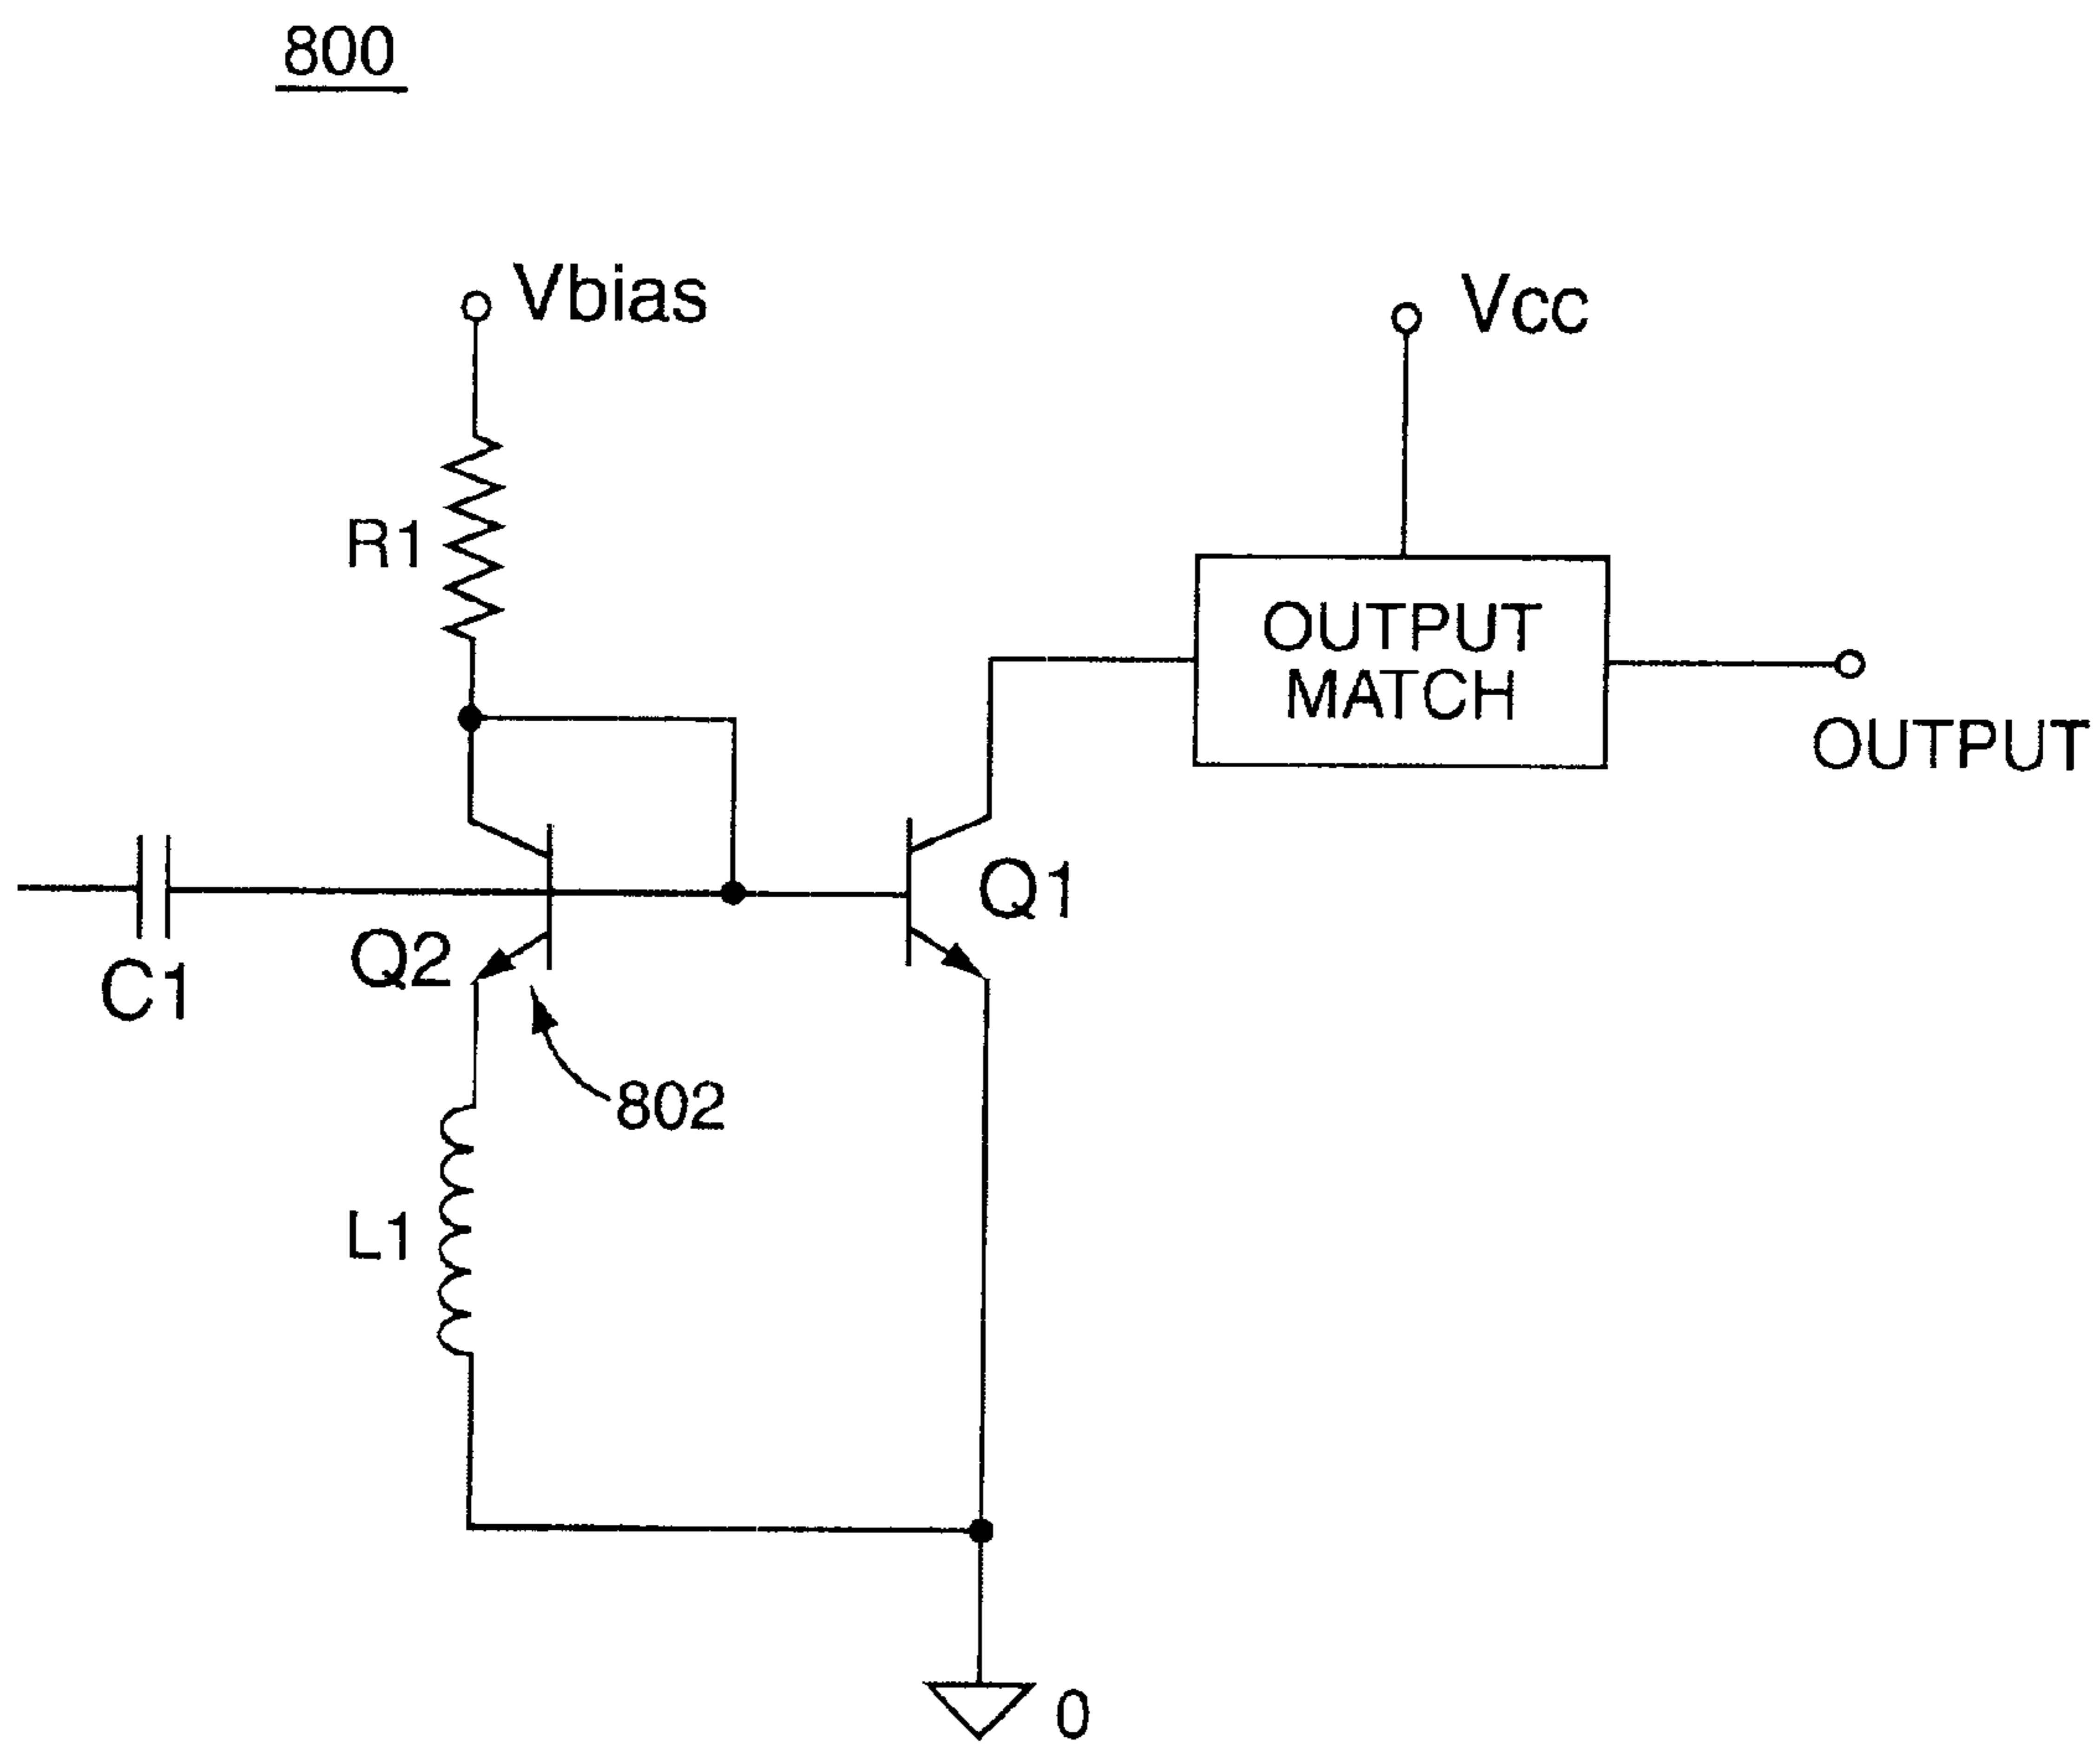 800
Vbias
Vcc
R1
OUTPUT
MATCH
OUTPUT
Q1
Q2
C1
802
L1
0